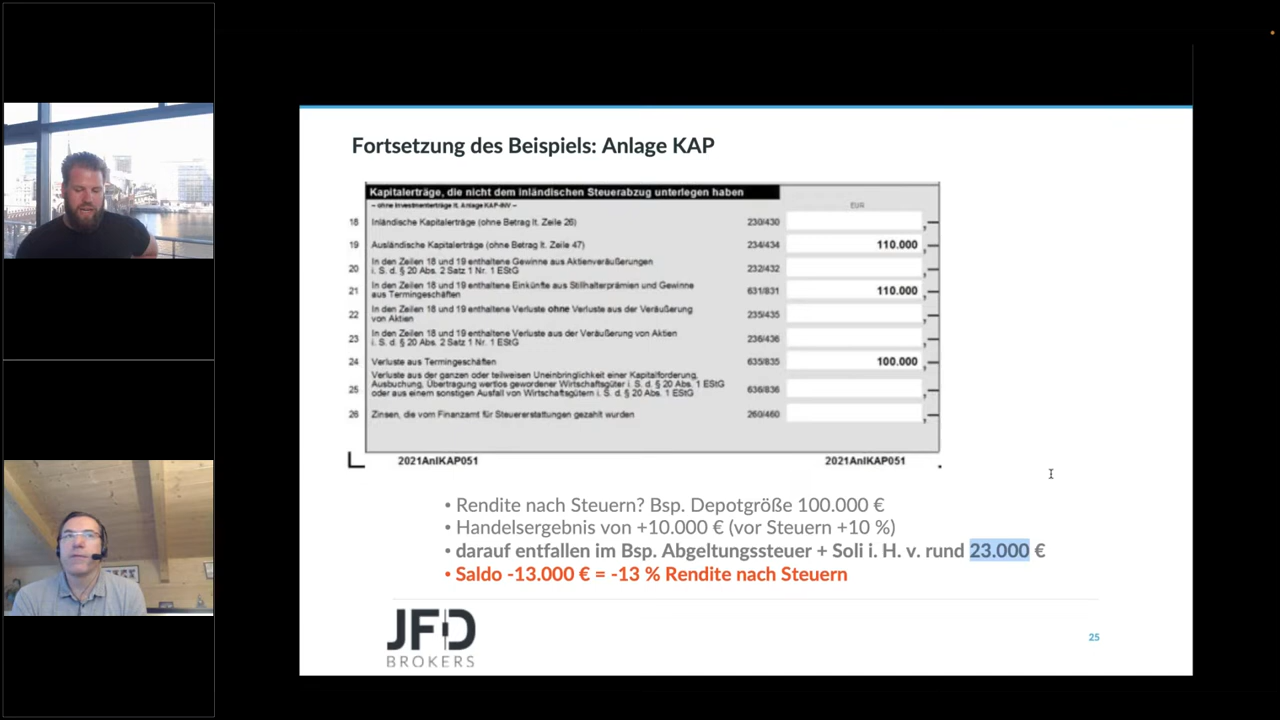 Fortsetzung des Beispiels: Anlage KAP
Kapitalerträge, die nicht dem inländischen Steuerabzug unterlegen haben
– ohne Investmenterträge lt. Anlage KAP-INV –
EUR
18 Inländische Kapitalerträge (ohne Betrag lt. Zeile 26) 230/430 ,–
19 Ausländische Kapitalerträge (ohne Betrag lt. Zeile 47) 234/434 110.000 ,–
20 In den Zeilen 18 und 19 enthaltene Gewinne aus Aktienveräußerungen
i. S. d. § 20 Abs. 2 Satz 1 Nr. 1 EStG 232/432 ,–
21 In den Zeilen 18 und 19 enthaltene Einkünfte aus Stillhalterprämien und Gewinne
aus Termingeschäften 631/831 110.000 ,–
22 In den Zeilen 18 und 19 enthaltene Verluste ohne Verluste aus der Veräußerung
von Aktien 235/435 ,–
23 In den Zeilen 18 und 19 enthaltene Verluste aus der Veräußerung von Aktien
i. S. d. § 20 Abs. 2 Satz 1 Nr. 1 EStG 236/436 ,–
24 Verluste aus Termingeschäften 635/835 100.000 ,–
25 Verluste aus der ganzen oder teilweisen Uneinbringlichkeit einer Kapitalforderung,
Ausbuchung, Übertragung wertlos gewordener Wirtschaftsgüter i. S. d. § 20 Abs. 1 EStG
oder aus einem sonstigen Ausfall von Wirtschaftsgütern i. S. d. § 20 Abs. 1 EStG 636/836 ,–
26 Zinsen, die vom Finanzamt für Steuererstattungen gezahlt wurden 260/460 ,–
2021AnlKAP051 2021AnlKAP051
• Rendite nach Steuern? Bsp. Depotgröße 100.000 €
• Handelsergebnis von +10.000 € (vor Steuern +10 %)
• darauf entfallen im Bsp. Abgeltungssteuer + Soli i. H. v. rund 23.000 €
• Saldo -13.000 € = -13 % Rendite nach Steuern
JFD
BROKERS
25